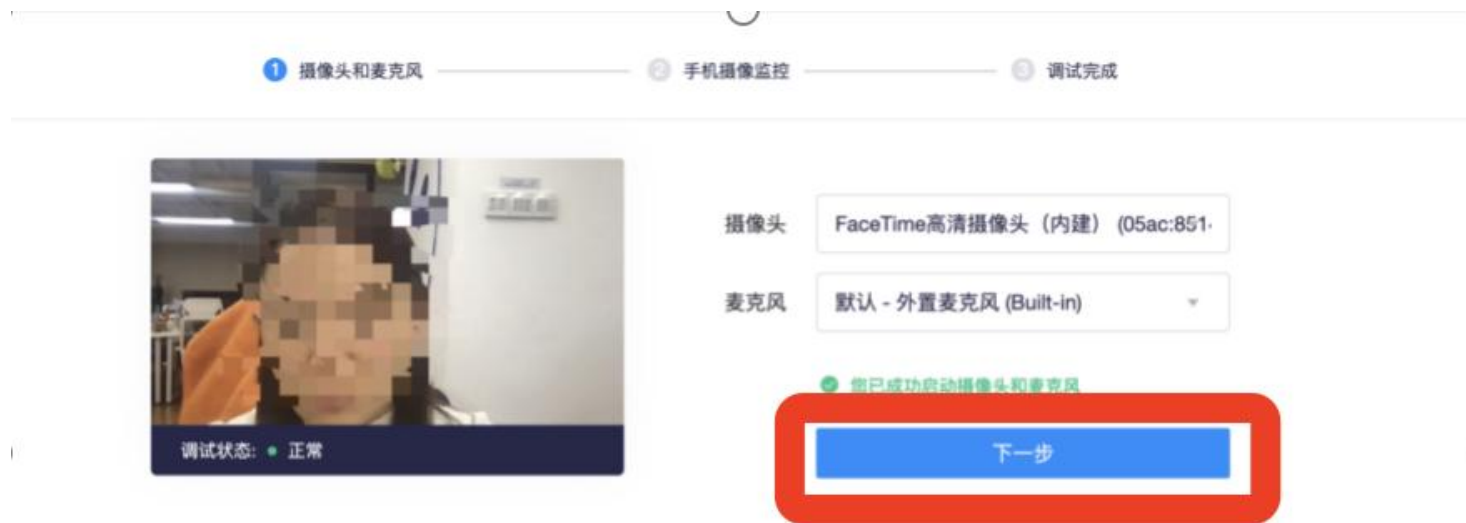 1 摄像头和麦克风 2 手机摄像监控 3 调试完成
摄像头 FaceTime高清摄像头（内建） (05ac:851
麦克风 默认 - 外置麦克风 (Built-in)
您已成功启动摄像头和麦克风
调试状态: 正常
下一步